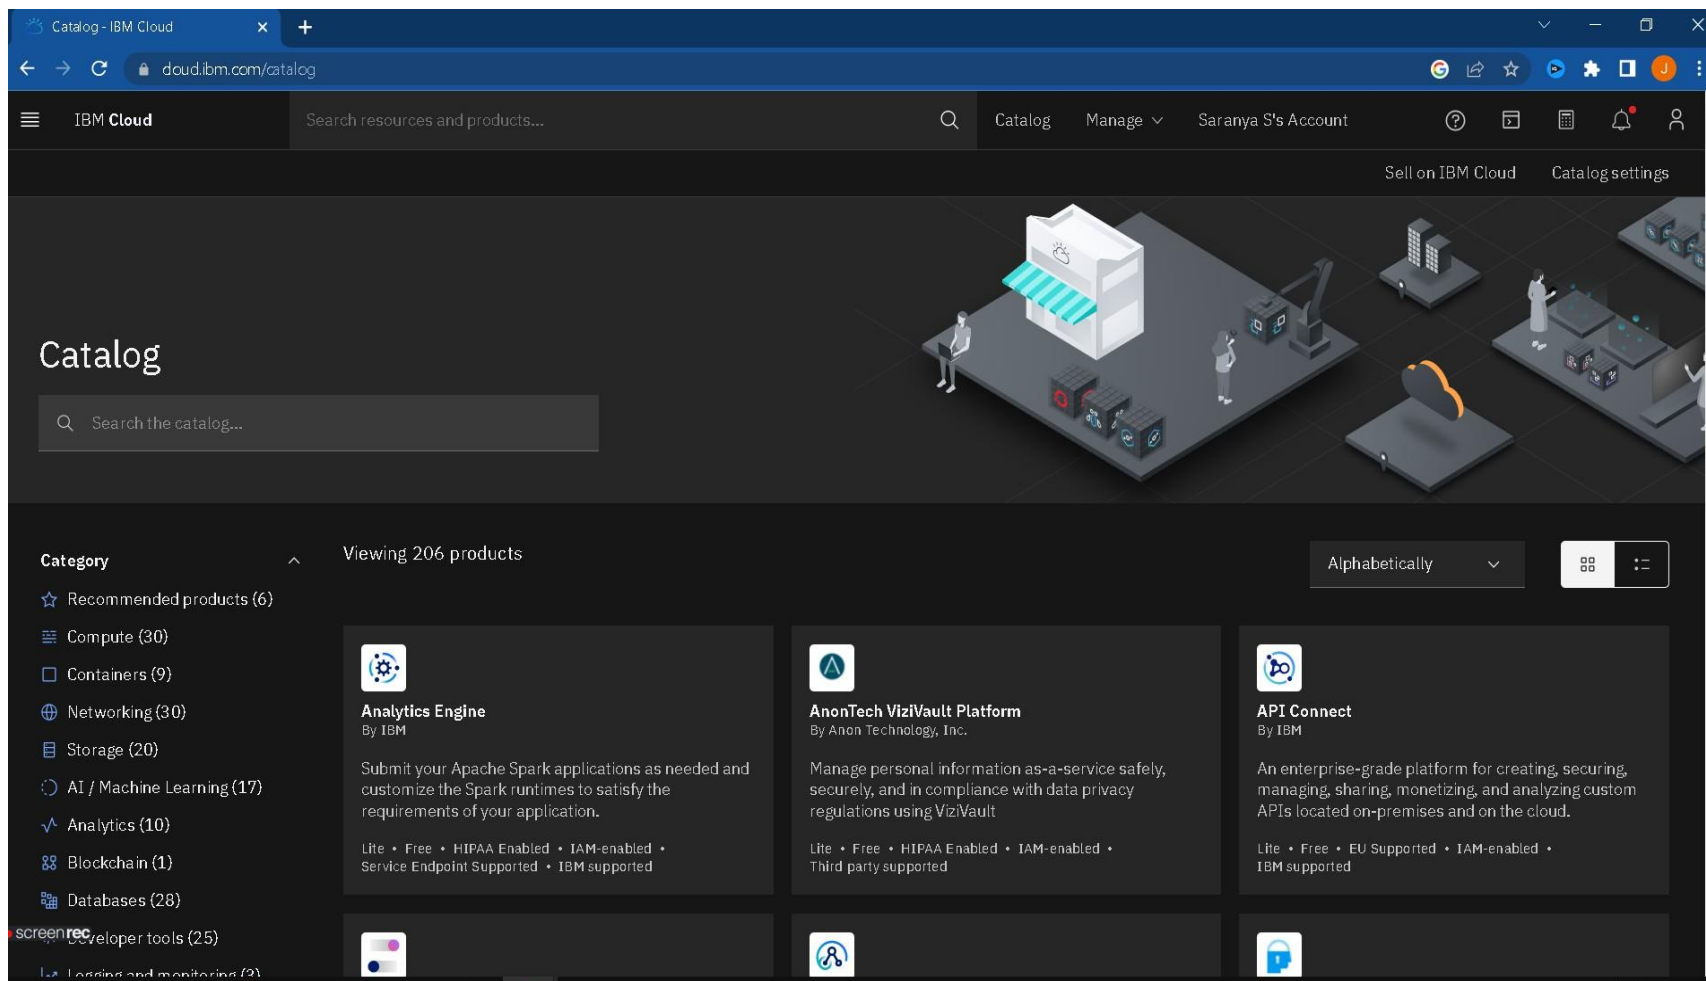 Catalog - IBM Cloud
cloud.ibm.com/catalog
J
IBM Cloud
Search resources and products...
Catalog
Manage
Saranya S's Account
Sell on IBM Cloud
Catalog settings
Catalog
Search the catalog...
Category
Recommended products (6)
Compute (30)
Containers (9)
Networking (30)
Storage (20)
AI / Machine Learning (17)
Analytics (10)
Blockchain (1)
Databases (28)
screenrec
Developer tools (25)
Logging and monitoring (3)
Viewing 206 products
Alphabetically
Analytics Engine
By IBM
Submit your Apache Spark applications as needed and
customize the Spark runtimes to satisfy the
requirements of your application.
Lite • Free • HIPAA Enabled • IAM-enabled •
Service Endpoint Supported • IBM supported
AnonTech ViziVault Platform
By Anon Technology, Inc.
Manage personal information as-a-service safely,
securely, and in compliance with data privacy
regulations using ViziVault
Lite • Free • HIPAA Enabled • IAM-enabled •
Third party supported
API Connect
By IBM
An enterprise-grade platform for creating, securing,
managing, sharing, monetizing, and analyzing custom
APIs located on-premises and on the cloud.
Lite • Free • EU Supported • IAM-enabled •
IBM supported